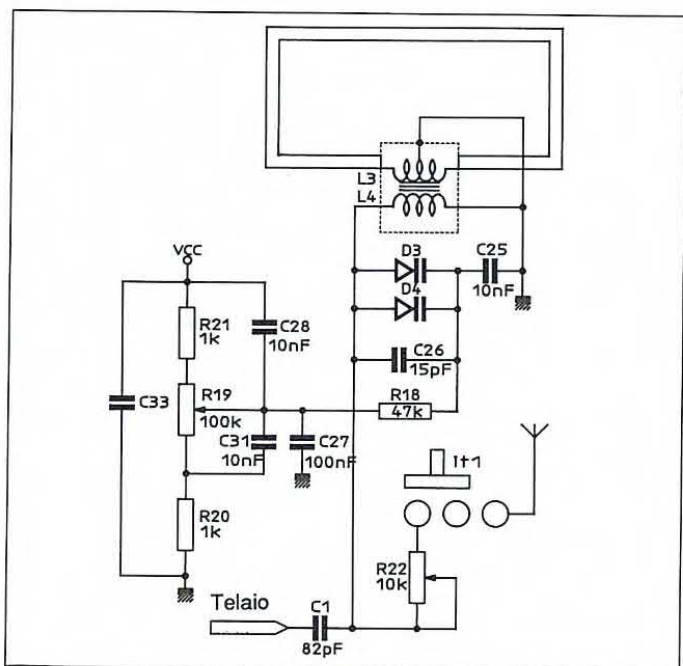 L3
L4
VCC
D3
C25
10nF
D4
R21
1k
C28
10nF
C26
15pF
C33
R19
100k
R18
47k
C31
10nF
C27
100nF
It1
R20
1k
R22
10k
Telaio
C1
82pF